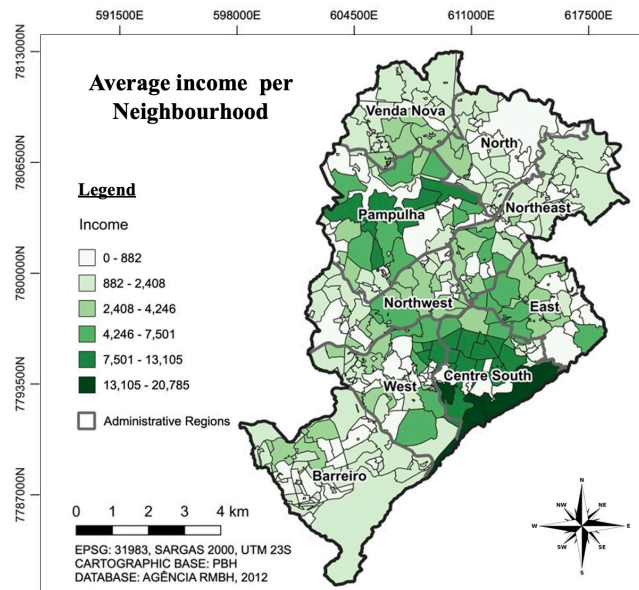 591500E 598000E 604500E 611000E 617500E
7813000N
7806500N
7800000N
7793500N
7787000N
Average income per
Neighbourhood
Legend
Income
0 - 882
882 - 2,408
2,408 - 4,246
4,246 - 7,501
7,501 - 13,105
13,105 - 20,785
Administrative Regions
Venda Nova
North
Northeast
Pampulha
Northwest
East
Centre South
West
Barreiro
0 1 2 3 4 km
EPSG: 31983, SARGAS 2000, UTM 23S
CARTOGRAPHIC BASE: PBH
DATABASE: AGÊNCIA RMBH, 2012
N
NW NE
W E
SW SE
S